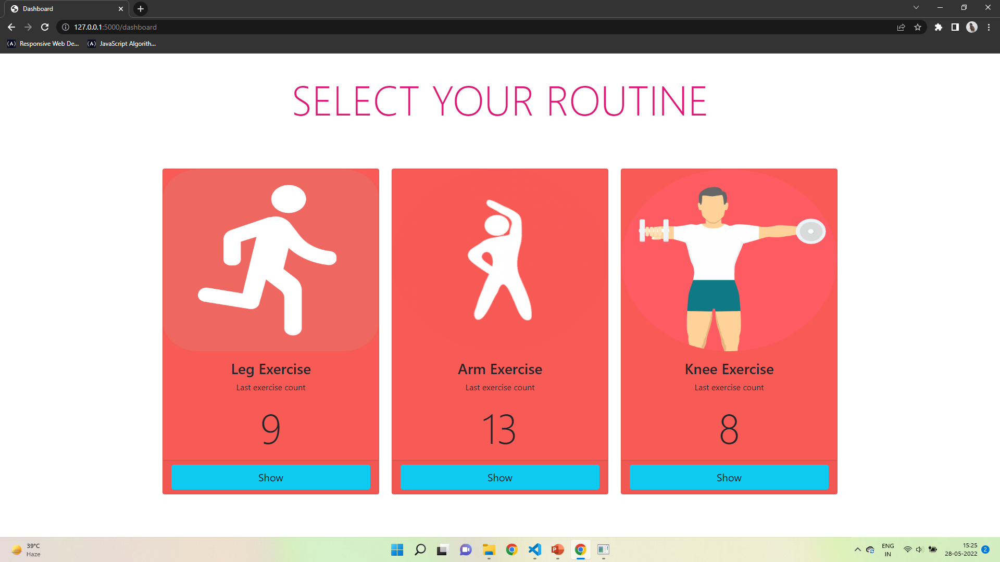 Dashboard
127.0.0.1:5000/dashboard
Responsive Web De...
JavaScript Algorith...
SELECT YOUR ROUTINE
Leg Exercise
Last exercise count
9
Show
Arm Exercise
Last exercise count
13
Show
Knee Exercise
Last exercise count
8
Show
39°C
Haze
ENG
IN
15:25
28-05-2022
2